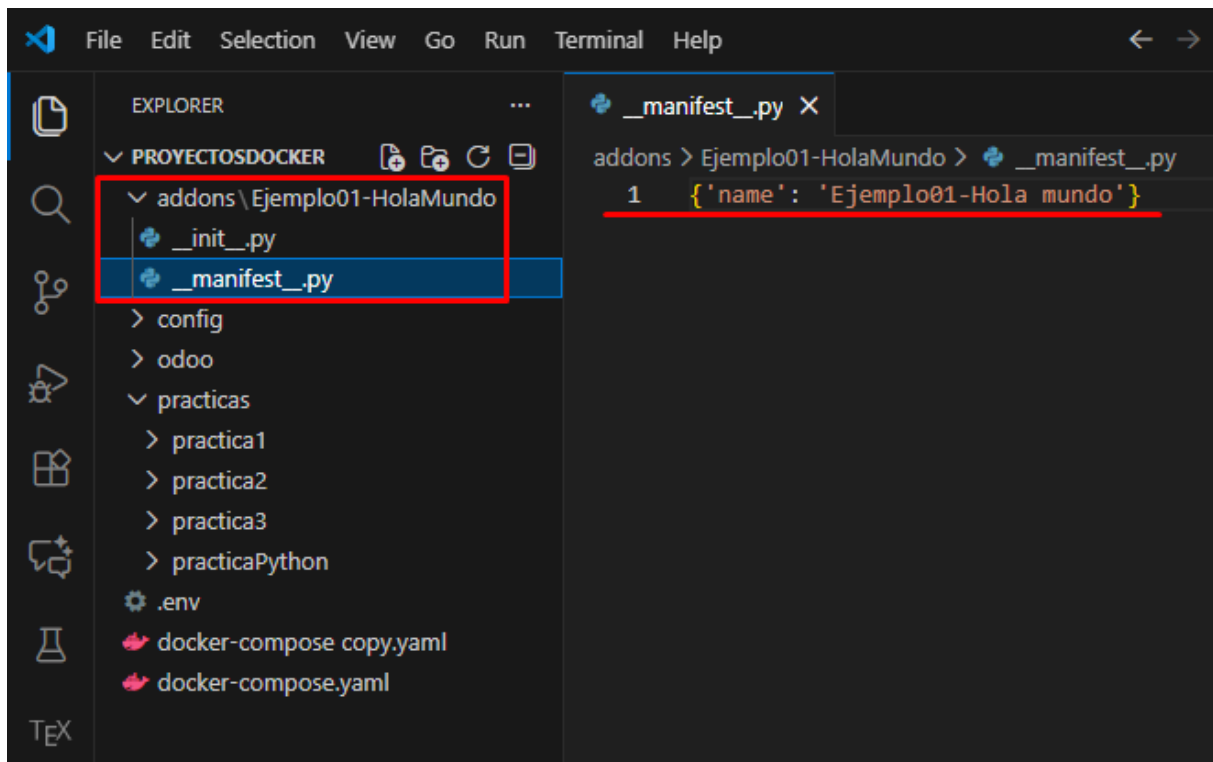 File Edit Selection View Go Run Terminal Help
EXPLORER
PROYECTOSDOCKER
addons\Ejemplo01-HolaMundo
__init__.py
__manifest__.py
config
odoo
practicas
practica1
practica2
practica3
practicaPython
.env
docker-compose copy.yaml
docker-compose.yaml
TEX
__manifest__.py
addons > Ejemplo01-HolaMundo > __manifest__.py
1 {'name': 'Ejemplo01-Hola mundo'}